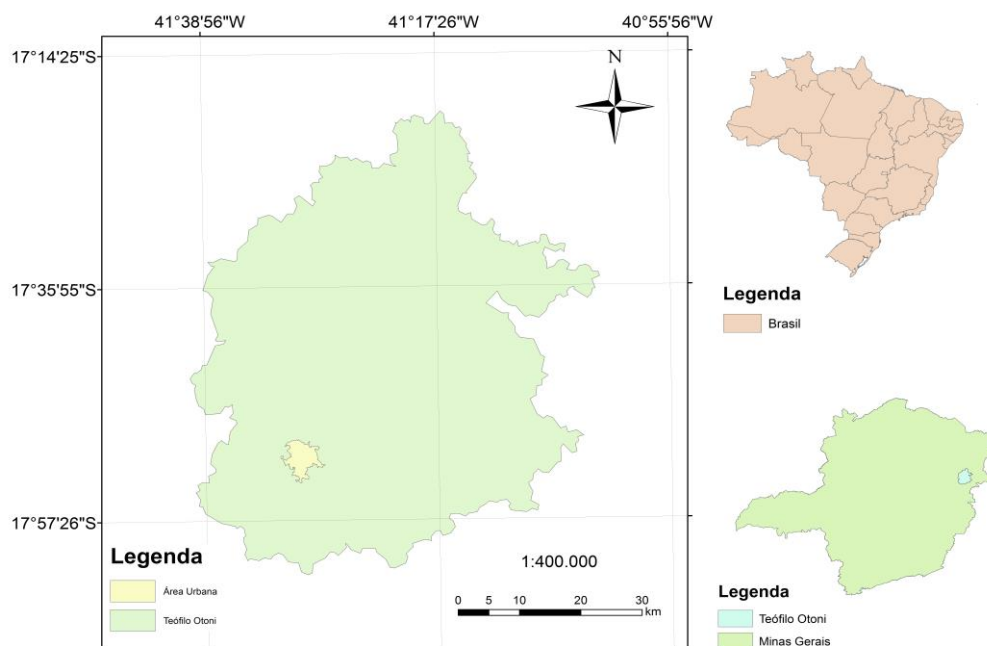 41°38'56"W 41°17'26"W 40°55'56"W
17°14'25"S
N
17°35'55"S
17°57'26"S
Legenda
Área Urbana
Teófilo Otoni
1:400.000
0 5 10 20 30
km
Legenda
Brasil
Legenda
Teófilo Otoni
Minas Gerais